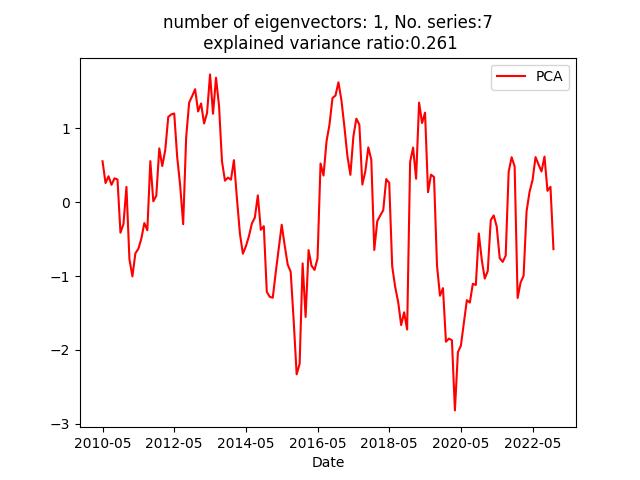 number of eigenvectors: 1, No. series:7
explained variance ratio:0.261
PCA
1
0
−1
−2
−3
2010-05 2012-05 2014-05 2016-05 2018-05 2020-05 2022-05
Date